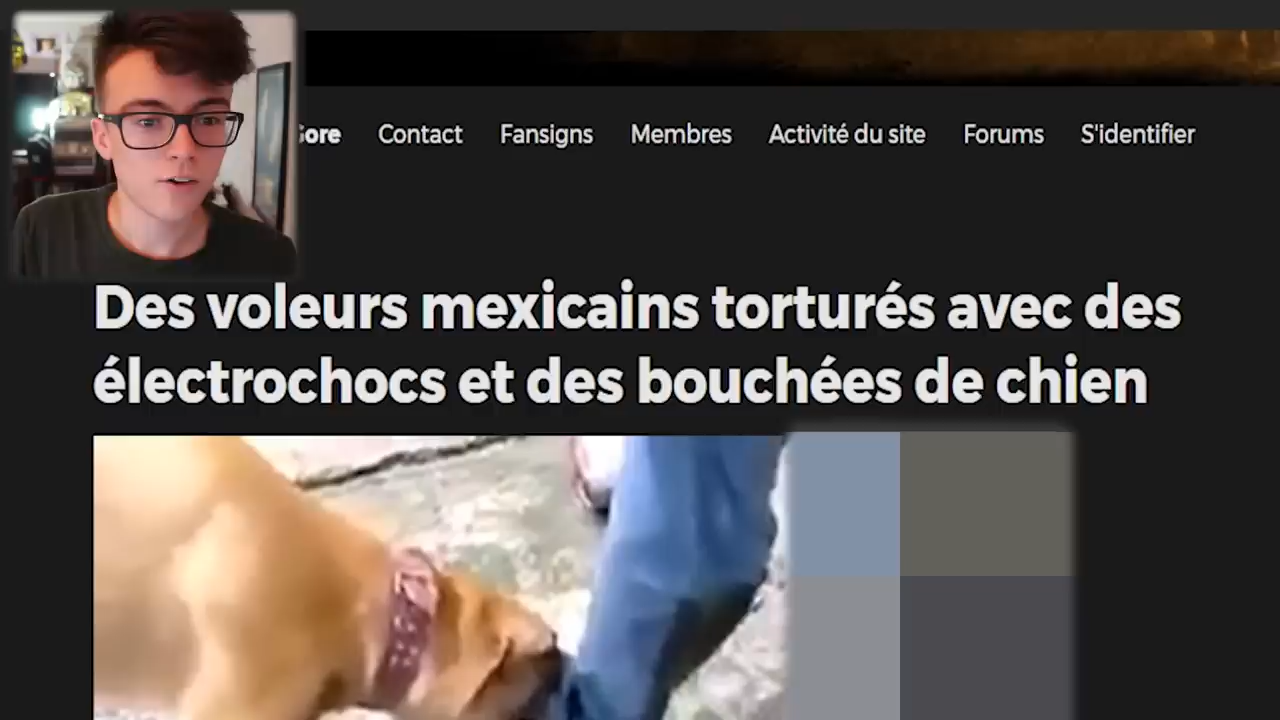 Gore Contact Fansigns Membres Activité du site Forums S'identifier
Des voleurs mexicains torturés avec des
électrochocs et des bouchées de chien